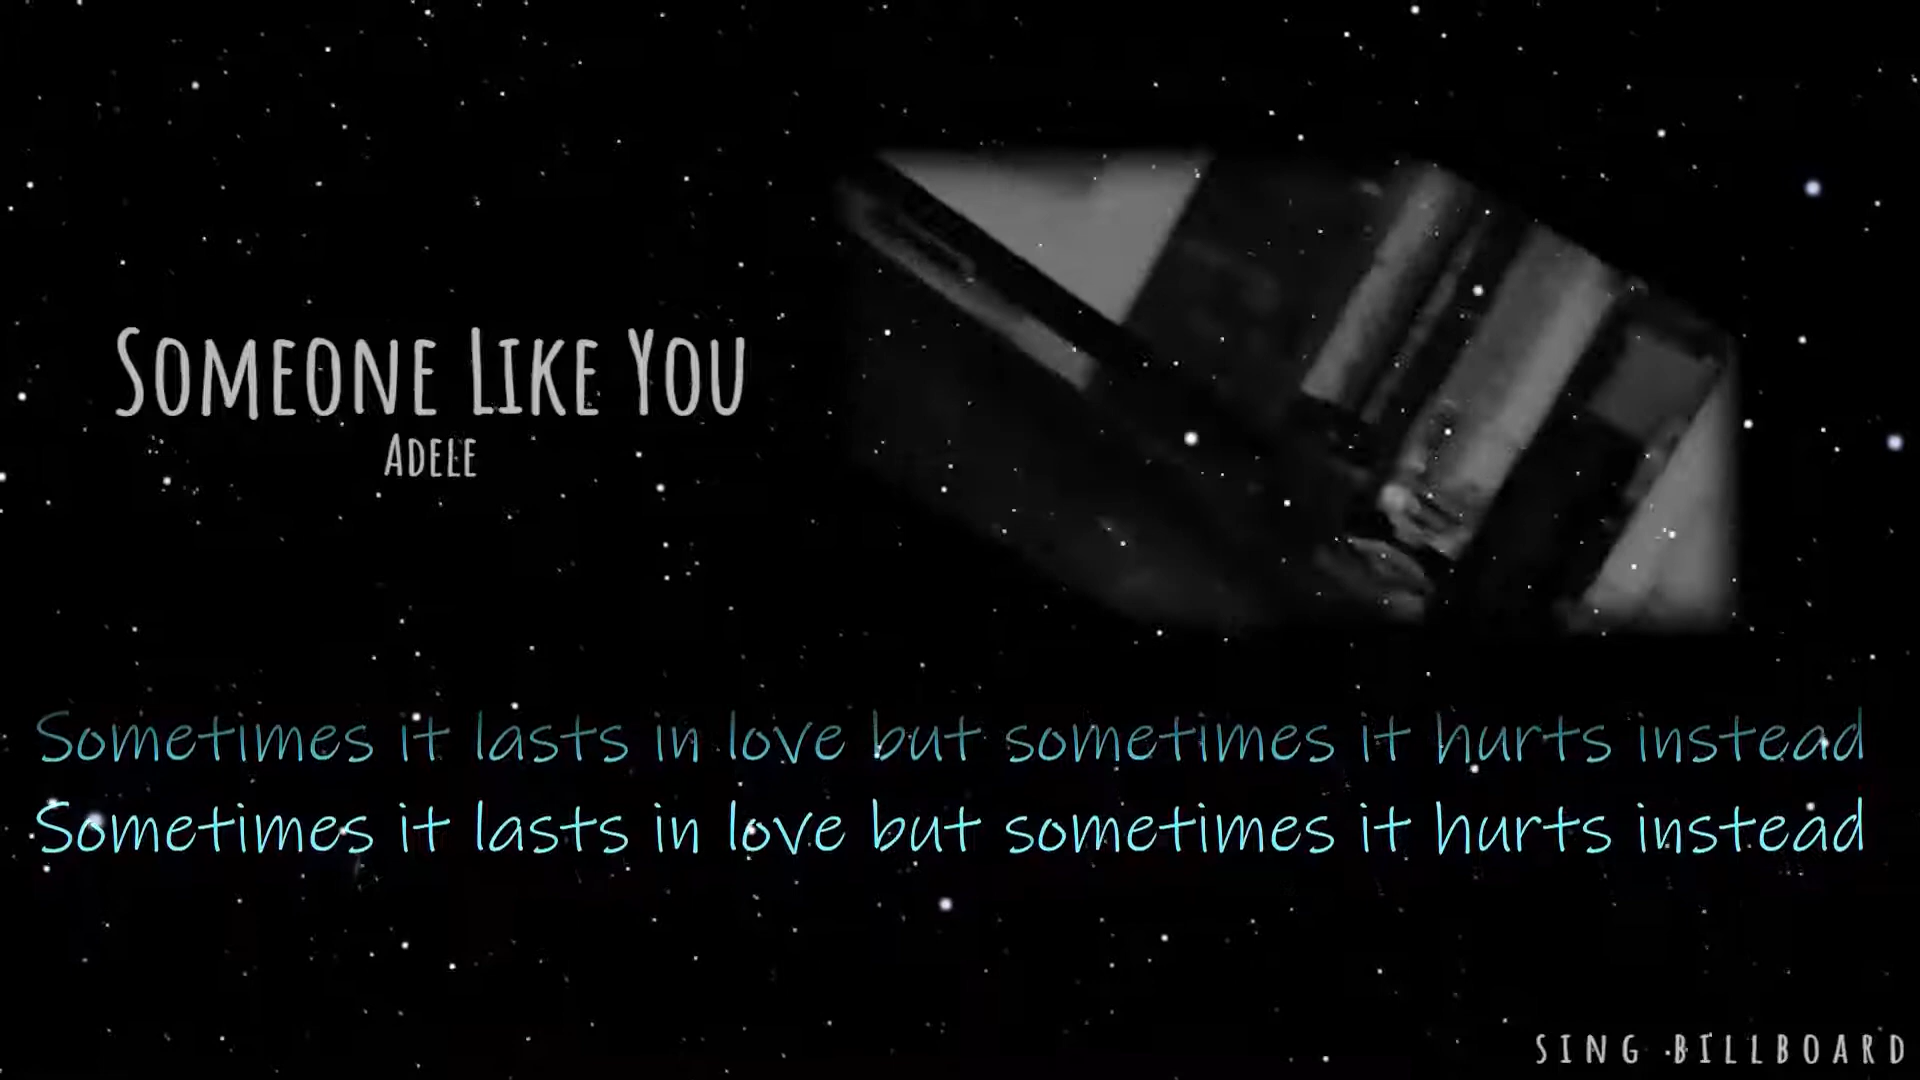 SOMEONE LIKE YOU
ADELE
Sometimes it lasts in love but sometimes it hurts instead
Sometimes it lasts in love but sometimes it hurts instead
SING BILLBOARD